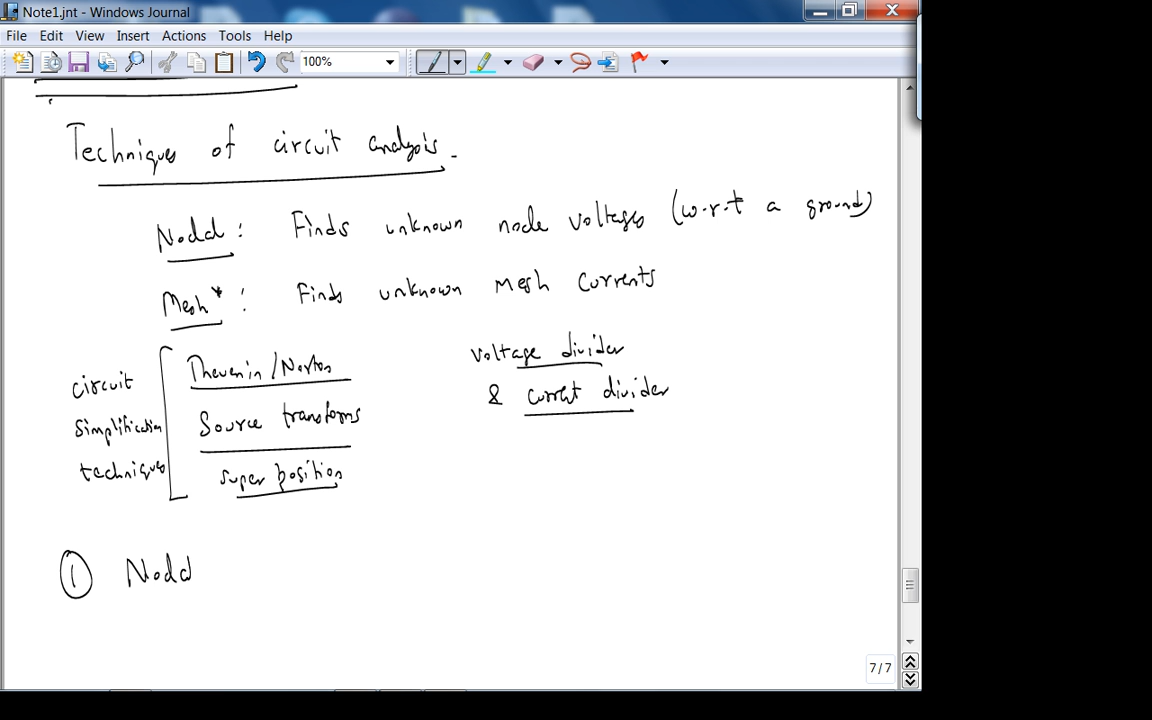 Note1.jnt - Windows Journal
File Edit View Insert Actions Tools Help
100%
Techniques of circuit analysis.
Nodal : Finds unknown node voltages (w.r.t a ground)
Mesh* : Finds unknown mesh currents
circuit simplification techniques
Thevenin/Norton
Source transforms
super position
voltage divider
& current divider
① Nodal
7/7